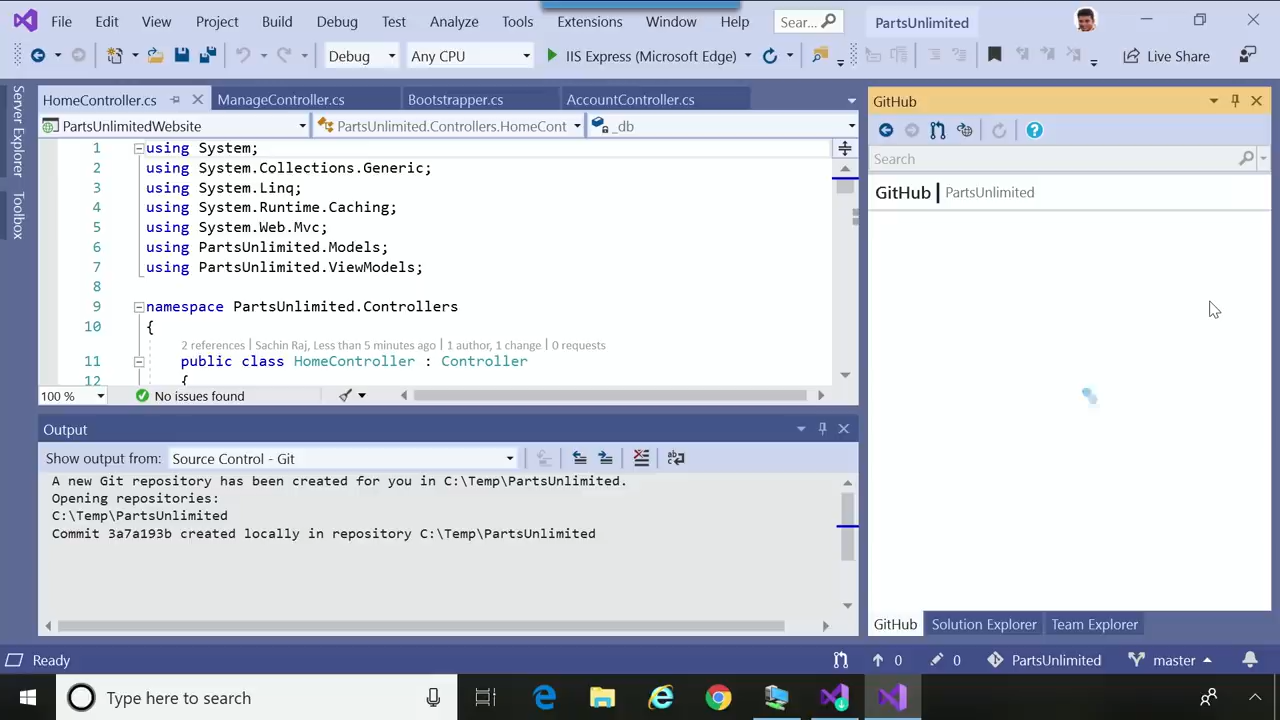 File Edit View Project Build Debug Test Analyze Tools Extensions Window Help Sear... PartsUnlimited
Debug Any CPU IIS Express (Microsoft Edge) Live Share
Server Explorer
Toolbox
HomeController.cs ManageController.cs Bootstrapper.cs AccountController.cs
PartsUnlimitedWebsite PartsUnlimited.Controllers.HomeCont _db
1 using System;
2 using System.Collections.Generic;
3 using System.Linq;
4 using System.Runtime.Caching;
5 using System.Web.Mvc;
6 using PartsUnlimited.Models;
7 using PartsUnlimited.ViewModels;
8
9 namespace PartsUnlimited.Controllers
10 {
2 references | Sachin Raj, Less than 5 minutes ago | 1 author, 1 change | 0 requests
11 public class HomeController : Controller
12 {
100 % No issues found
Output
Show output from: Source Control - Git
A new Git repository has been created for you in C:\Temp\PartsUnlimited.
Opening repositories:
C:\Temp\PartsUnlimited
Commit 3a7a193b created locally in repository C:\Temp\PartsUnlimited
GitHub
Search
GitHub | PartsUnlimited
GitHub Solution Explorer Team Explorer
Ready 0 0 PartsUnlimited master
Type here to search